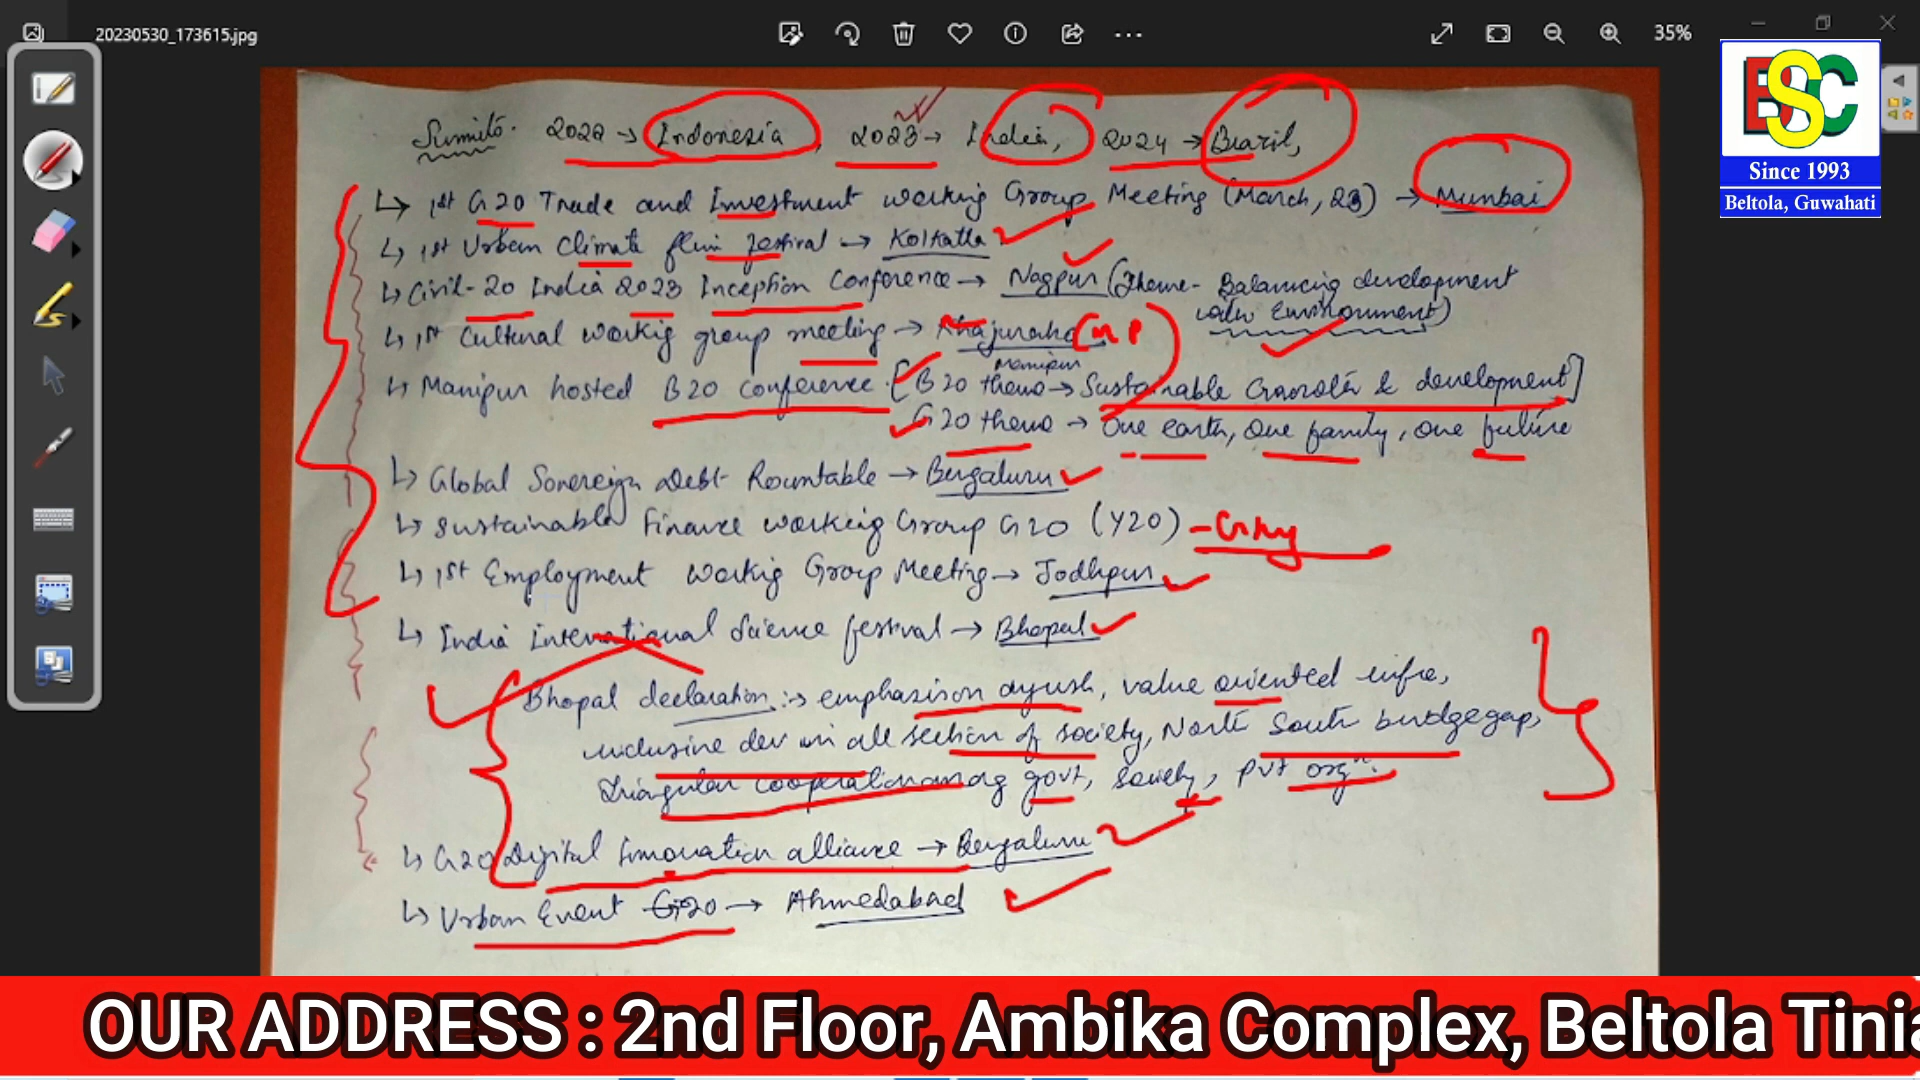 20230530_173615.jpg
35%
BSC
Since 1993
Beltola, Guwahati
Summits. 2022 → Indonesia, 2023 → India, 2024 → Brazil,
↳ 1st G20 Trade and Investment working Group Meeting (March, 23) → Mumbai
↳ 1st Urban Climate film festival → Kolkatta
↳ Civil-20 India 2023 Inception Conference → Nagpur (Theme- Balancing development
with Environment)
↳ 1st Cultural working group meeting → Khajuraho (MP)
Manipur
↳ Manipur hosted B20 conference. [B20 theme → Sustainable Growth & development]
G20 theme → One earth, One family, one future
↳ Global Sovereign Debt Rountable → Bengaluru
↳ Sustainable Finance working Group G20 (Y20) - GHy
↳ 1st Employment working Group Meeting → Jodhpur
↳ India International Science festival → Bhopal
Bhopal declaration :→ emphasis on ayush, value oriented infra,
inclusive dev in all section of society, North South bridge gap,
Triangular cooperation among govt, society, pvt orgn.
↳ G20 Digital Innovation alliance → Bengaluru
↳ Urban Event G20 → Ahmedabad
OUR ADDRESS : 2nd Floor, Ambika Complex, Beltola Tinia